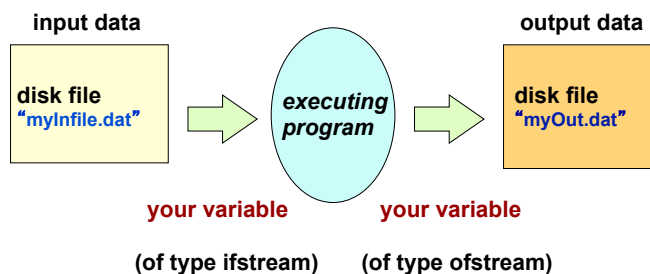 input data
output data
disk file
“myInfile.dat”
executing
program
disk file
“myOut.dat”
your variable
your variable
(of type ifstream)
(of type ofstream)